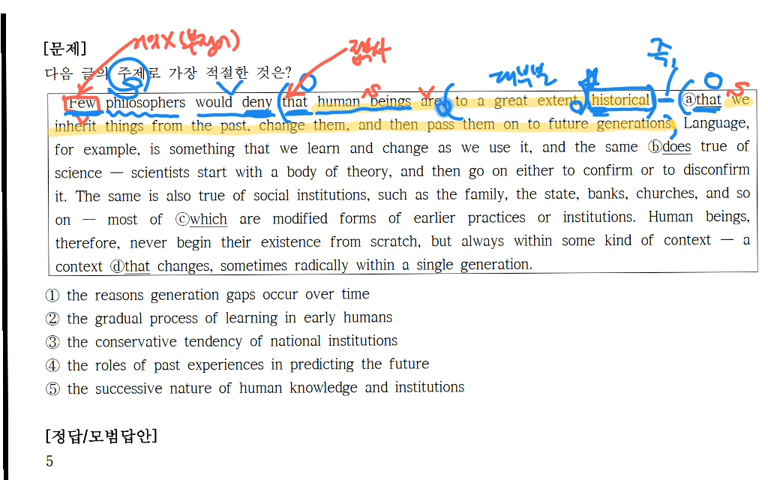 [문제]
거의X (부정어)
접속사
다음 글의 주제로 가장 적절한 것은?
대부분
즉,
Few philosophers would deny that human beings are to a great extent historical — ⓐthat we
S
V
S
inherit things from the past, change them, and then pass them on to future generations. Language,
for example, is something that we learn and change as we use it, and the same ⓑdoes true of
science — scientists start with a body of theory, and then go on either to confirm or to disconfirm
it. The same is also true of social institutions, such as the family, the state, banks, churches, and so
on — most of ⓒwhich are modified forms of earlier practices or institutions. Human beings,
therefore, never begin their existence from scratch, but always within some kind of context — a
context ⓓthat changes, sometimes radically within a single generation.
① the reasons generation gaps occur over time
② the gradual process of learning in early humans
③ the conservative tendency of national institutions
④ the roles of past experiences in predicting the future
⑤ the successive nature of human knowledge and institutions
[정답/모범답안]
5